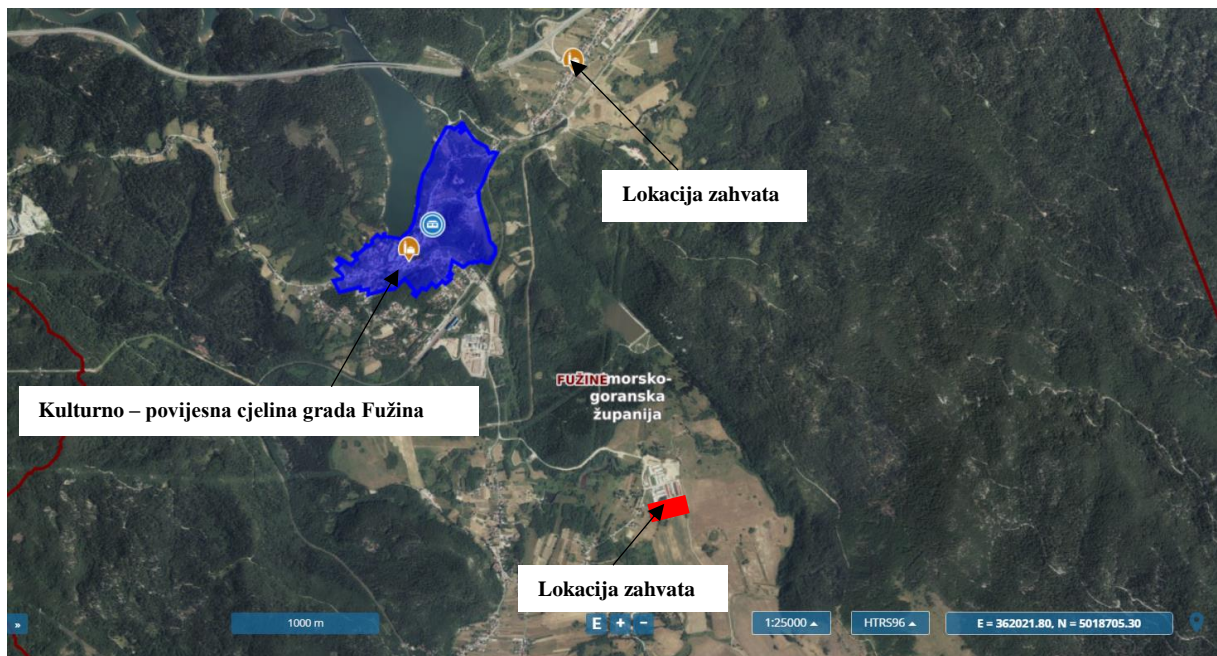 Lokacija zahvata
FUŽINE morsko-
goranska
županija
Kulturno – povijesna cjelina grada Fužina
Lokacija zahvata
»
1000 m
E + −
1:25000
HTRS96
E = 362021.80, N = 5018705.30